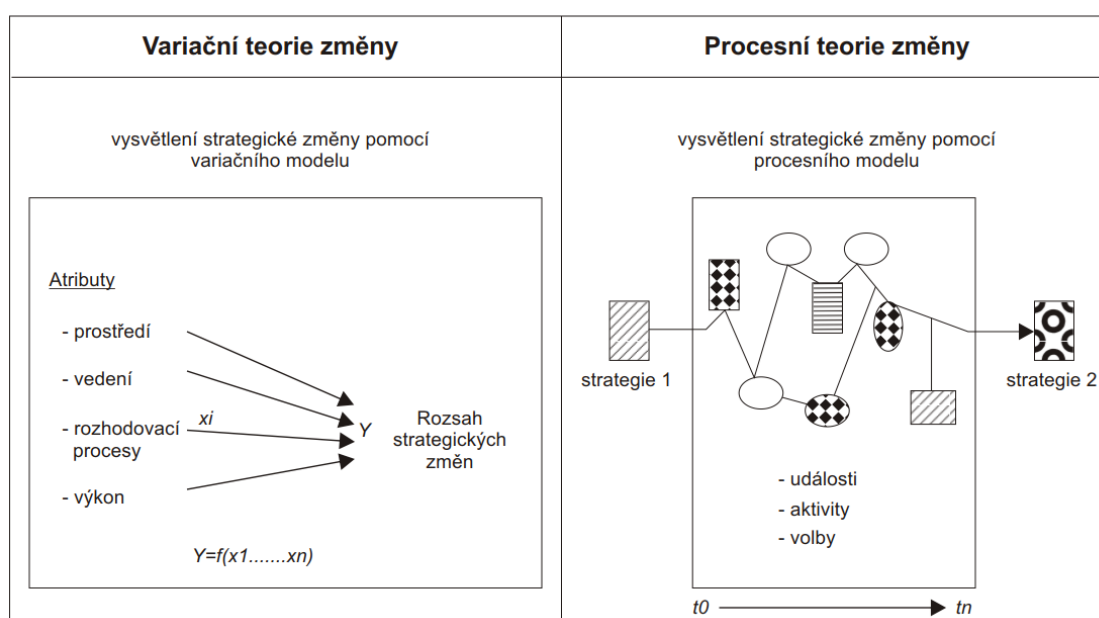 Variační teorie změny
Procesní teorie změny
vysvětlení strategické změny pomocí
variačního modelu
Atributy
- prostředí
- vedení
- rozhodovací
procesy
- výkon
xi
Y
Rozsah
strategických
změn
Y=f(x1.......xn)
vysvětlení strategické změny pomocí
procesního modelu
strategie 1
strategie 2
- události
- aktivity
- volby
t0
tn